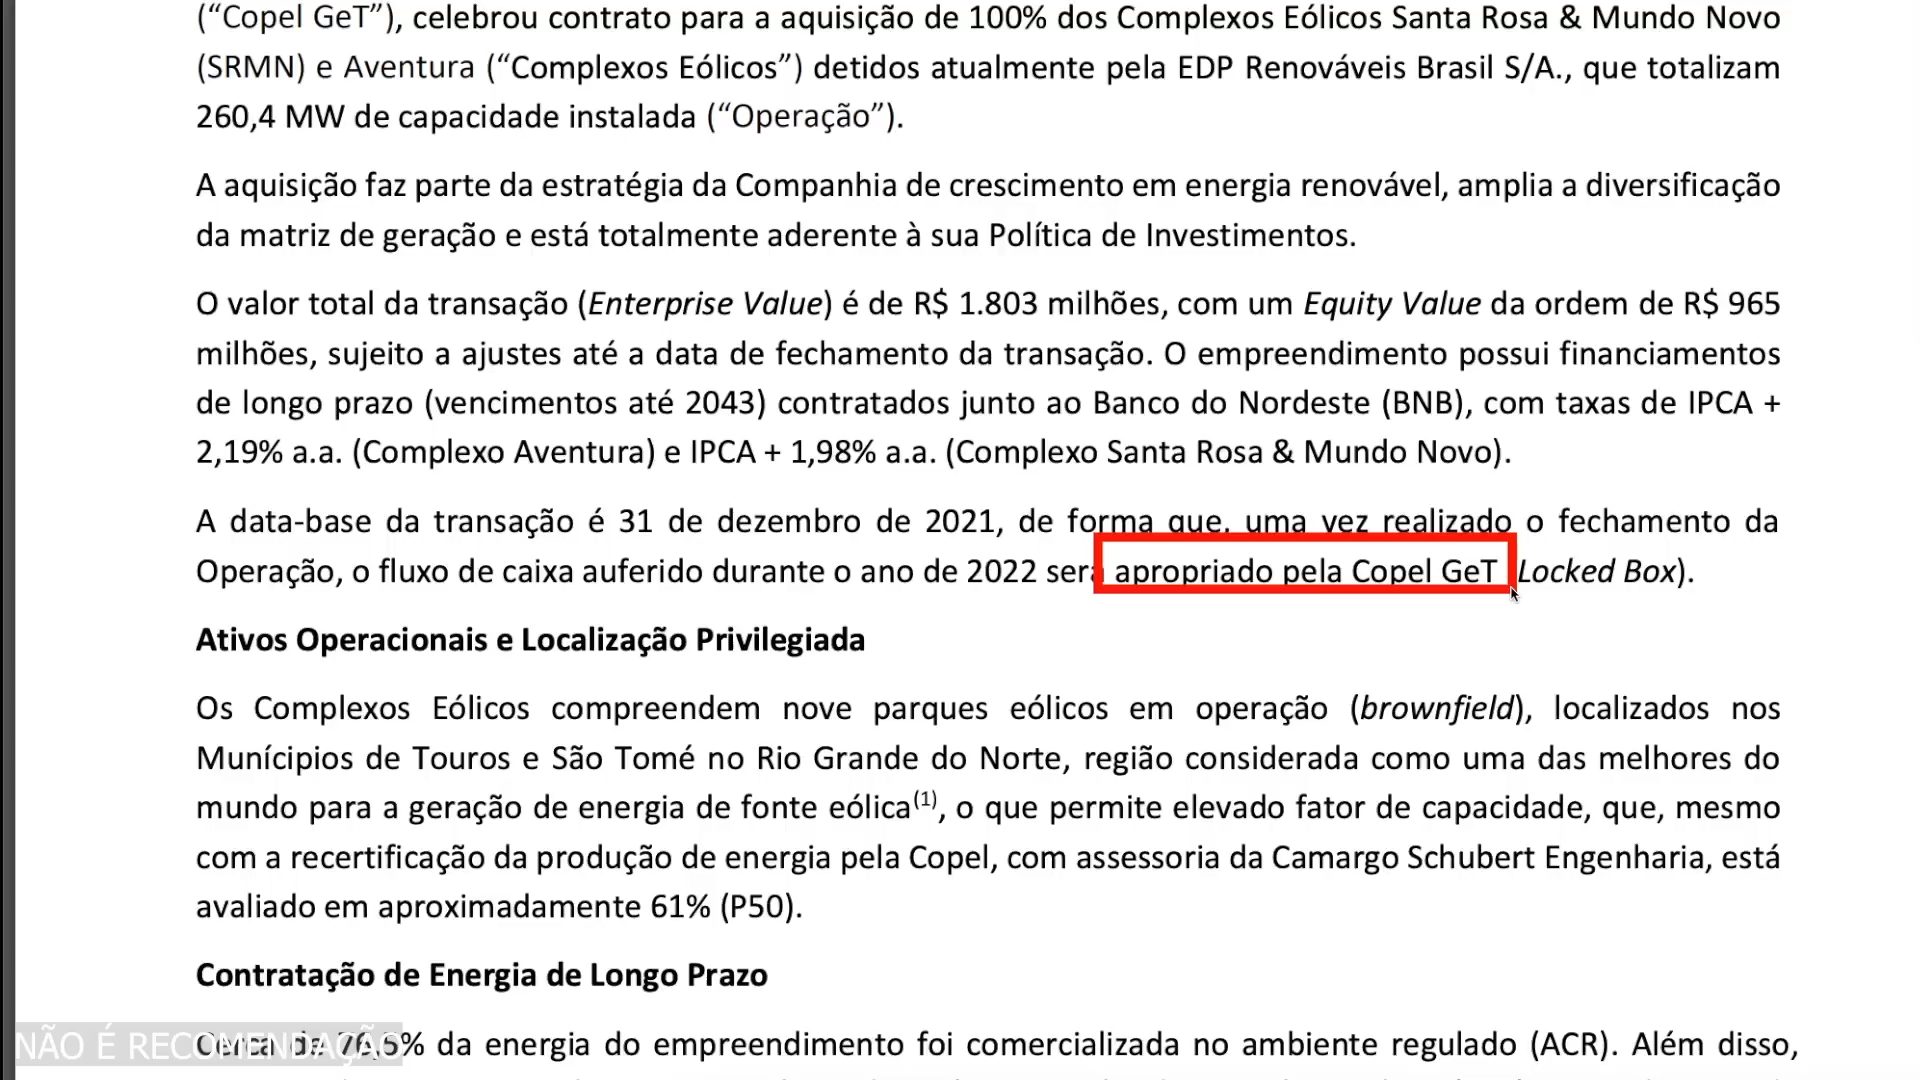 (“Copel GeT”), celebrou contrato para a aquisição de 100% dos Complexos Eólicos Santa Rosa & Mundo Novo
(SRMN) e Aventura (“Complexos Eólicos”) detidos atualmente pela EDP Renováveis Brasil S/A., que totalizam
260,4 MW de capacidade instalada (“Operação”).
A aquisição faz parte da estratégia da Companhia de crescimento em energia renovável, amplia a diversificação
da matriz de geração e está totalmente aderente à sua Política de Investimentos.
O valor total da transação (Enterprise Value) é de R$ 1.803 milhões, com um Equity Value da ordem de R$ 965
milhões, sujeito a ajustes até a data de fechamento da transação. O empreendimento possui financiamentos
de longo prazo (vencimentos até 2043) contratados junto ao Banco do Nordeste (BNB), com taxas de IPCA +
2,19% a.a. (Complexo Aventura) e IPCA + 1,98% a.a. (Complexo Santa Rosa & Mundo Novo).
A data-base da transação é 31 de dezembro de 2021, de forma que, uma vez realizado o fechamento da
Operação, o fluxo de caixa auferido durante o ano de 2022 será apropriado pela Copel GeT Locked Box).
Ativos Operacionais e Localização Privilegiada
Os Complexos Eólicos compreendem nove parques eólicos em operação (brownfield), localizados nos
Munícipios de Touros e São Tomé no Rio Grande do Norte, região considerada como uma das melhores do
mundo para a geração de energia de fonte eólica(1), o que permite elevado fator de capacidade, que, mesmo
com a recertificação da produção de energia pela Copel, com assessoria da Camargo Schubert Engenharia, está
avaliado em aproximadamente 61% (P50).
Contratação de Energia de Longo Prazo
Cerca de 76,5% da energia do empreendimento foi comercializada no ambiente regulado (ACR). Além disso,
NÃO É RECOMENDAÇÃO